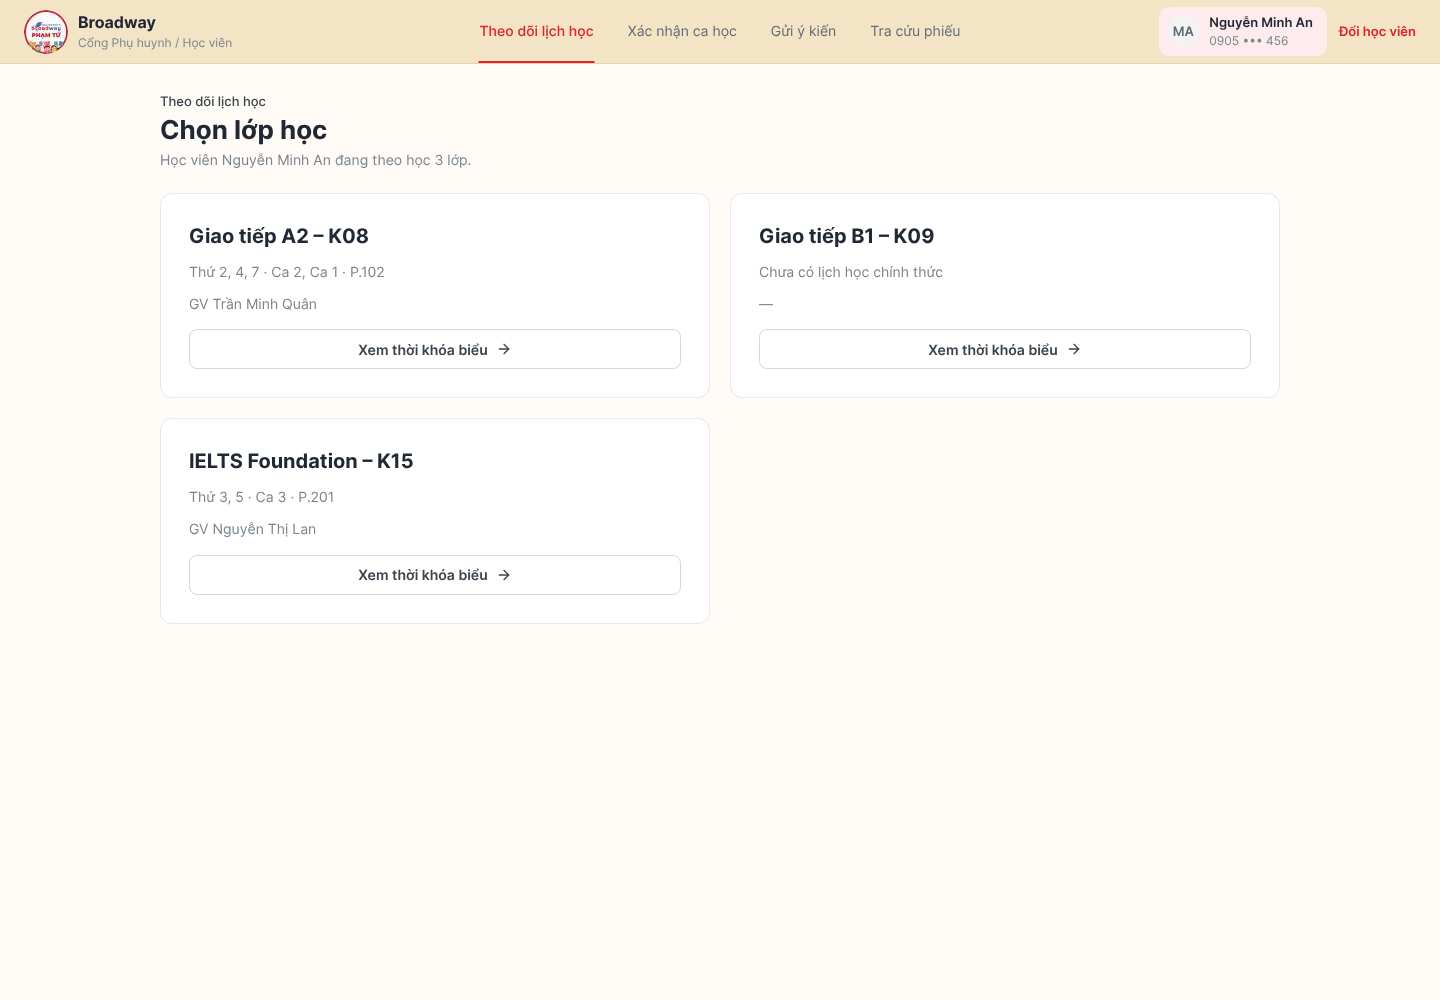 Broadway
Cổng Phụ huynh / Học viên
Theo dõi lịch học
Xác nhận ca học
Gửi ý kiến
Tra cứu phiếu
MA
Nguyễn Minh An
0905 ••• 456
Đổi học viên
Theo dõi lịch học
Chọn lớp học
Học viên Nguyễn Minh An đang theo học 3 lớp.
Giao tiếp A2 – K08
Thứ 2, 4, 7 · Ca 2, Ca 1 · P.102
GV Trần Minh Quân
Xem thời khóa biểu →
Giao tiếp B1 – K09
Chưa có lịch học chính thức
—
Xem thời khóa biểu →
IELTS Foundation – K15
Thứ 3, 5 · Ca 3 · P.201
GV Nguyễn Thị Lan
Xem thời khóa biểu →